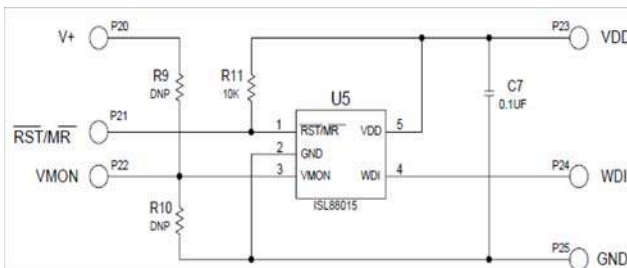 V+ P20 P23 VDD
R9 DNP
R11 10K
C7 0.1UF
U5
P21 RST/MR
1 RST/MR VDD 5
2 GND
P22 VMON
3 VMON WDI 4
P24 WDI
ISL88015
R10 DNP
P25 GND